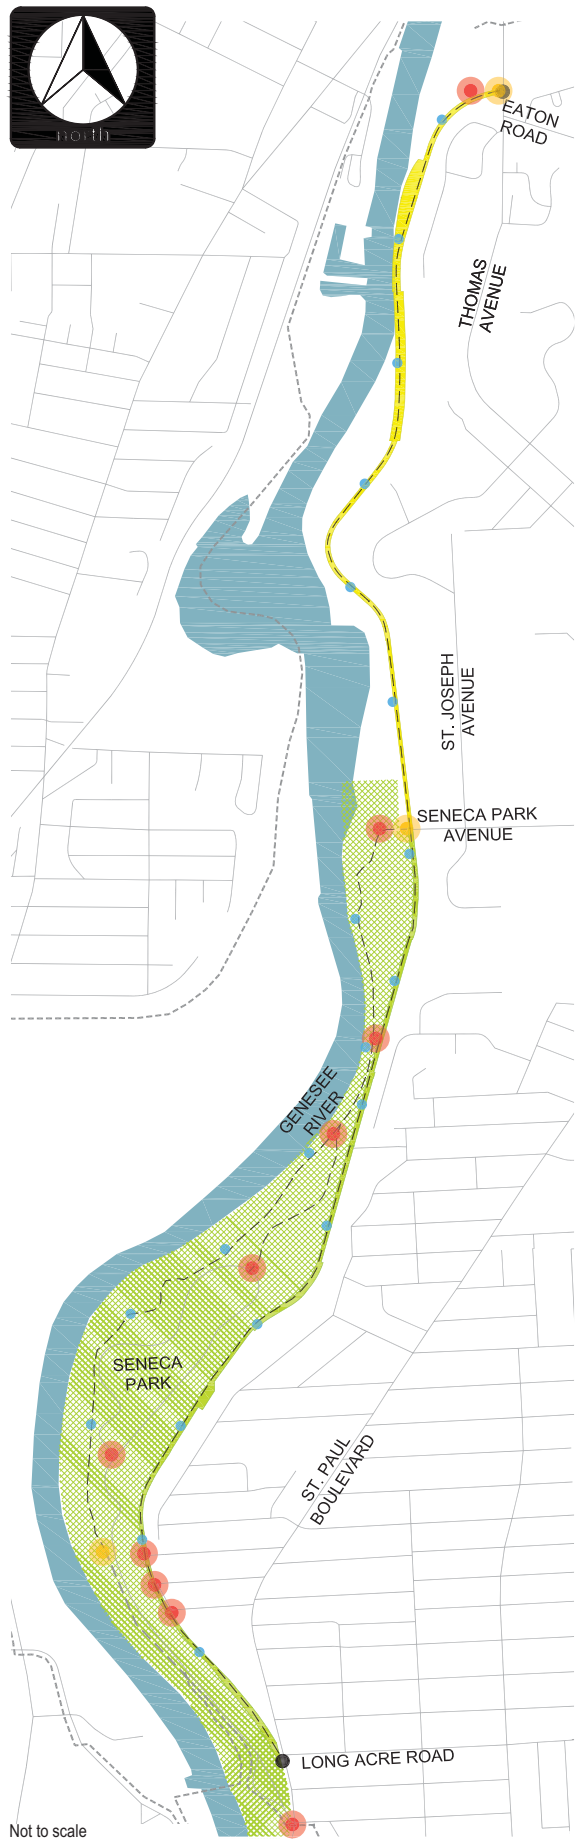 north
EATON
ROAD
THOMAS
AVENUE
ST. JOSEPH
AVENUE
SENECA PARK
AVENUE
GENESEE
RIVER
SENECA
PARK
ST. PAUL
BOULEVARD
LONG ACRE ROAD
Not to scale